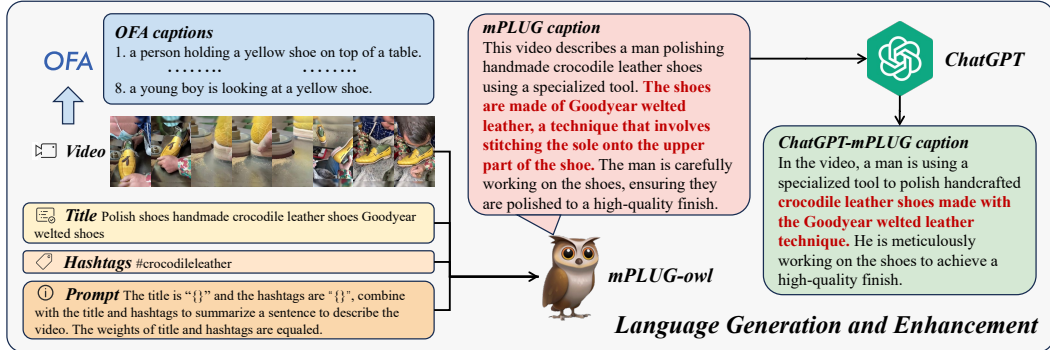 OFA
OFA captions
1. a person holding a yellow shoe on top of a table.
........ ........
8. a young boy is looking at a yellow shoe.
Video
Title Polish shoes handmade crocodile leather shoes Goodyear
welted shoes
Hashtags #crocodileleather
Prompt The title is “{}” and the hashtags are “{}”, combine
with the title and hashtags to summarize a sentence to describe the
video. The weights of title and hashtags are equaled.
mPLUG caption
This video describes a man polishing
handmade crocodile leather shoes
using a specialized tool. The shoes
are made of Goodyear welted
leather, a technique that involves
stitching the sole onto the upper
part of the shoe. The man is carefully
working on the shoes, ensuring they
are polished to a high-quality finish.
mPLUG-owl
ChatGPT
ChatGPT-mPLUG caption
In the video, a man is using a
specialized tool to polish handcrafted
crocodile leather shoes made with
the Goodyear welted leather
technique. He is meticulously
working on the shoes to achieve a
high-quality finish.
Language Generation and Enhancement